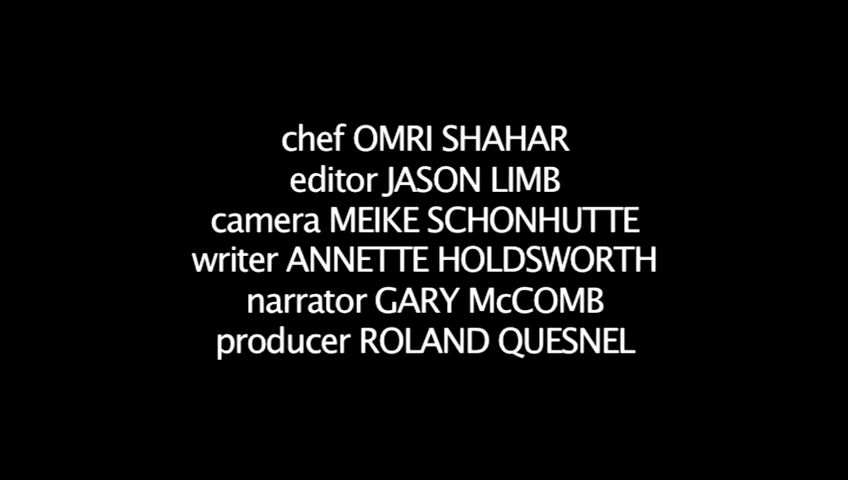 chef OMRI SHAHAR
editor JASON LIMB
camera MEIKE SCHONHUTTE
writer ANNETTE HOLDSWORTH
narrator GARY McCOMB
producer ROLAND QUESNEL